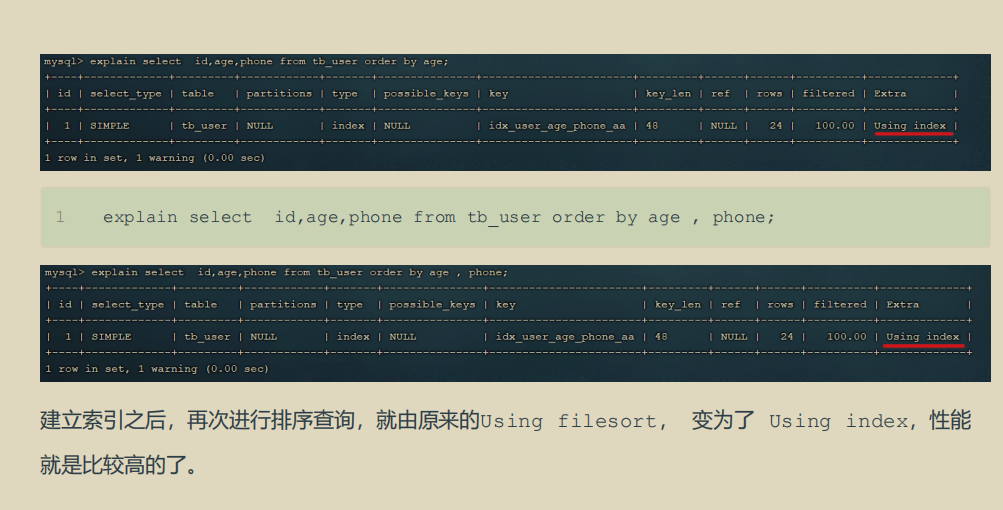 mysql> explain select  id,age,phone from tb_user order by age;
+----+-------------+---------+------------+-------+---------------+----------------------+---------+------+------+----------+-------------+
| id | select_type | table   | partitions | type  | possible_keys | key                  | key_len | ref  | rows | filtered | Extra       |
+----+-------------+---------+------------+-------+---------------+----------------------+---------+------+------+----------+-------------+
|  1 | SIMPLE      | tb_user | NULL       | index | NULL          | idx_user_age_phone_aa | 48      | NULL |   24 |   100.00 | Using index |
+----+-------------+---------+------------+-------+---------------+----------------------+---------+------+------+----------+-------------+
1 row in set, 1 warning (0.00 sec)
1 explain select  id,age,phone from tb_user order by age , phone;
mysql> explain select  id,age,phone from tb_user order by age , phone;
+----+-------------+---------+------------+-------+---------------+----------------------+---------+------+------+----------+-------------+
| id | select_type | table   | partitions | type  | possible_keys | key                  | key_len | ref  | rows | filtered | Extra       |
+----+-------------+---------+------------+-------+---------------+----------------------+---------+------+------+----------+-------------+
|  1 | SIMPLE      | tb_user | NULL       | index | NULL          | idx_user_age_phone_aa | 48      | NULL |   24 |   100.00 | Using index |
+----+-------------+---------+------------+-------+---------------+----------------------+---------+------+------+----------+-------------+
1 row in set, 1 warning (0.00 sec)
建立索引之后，再次进行排序查询，就由原来的Using filesort， 变为了 Using index，性能
就是比较高的了。